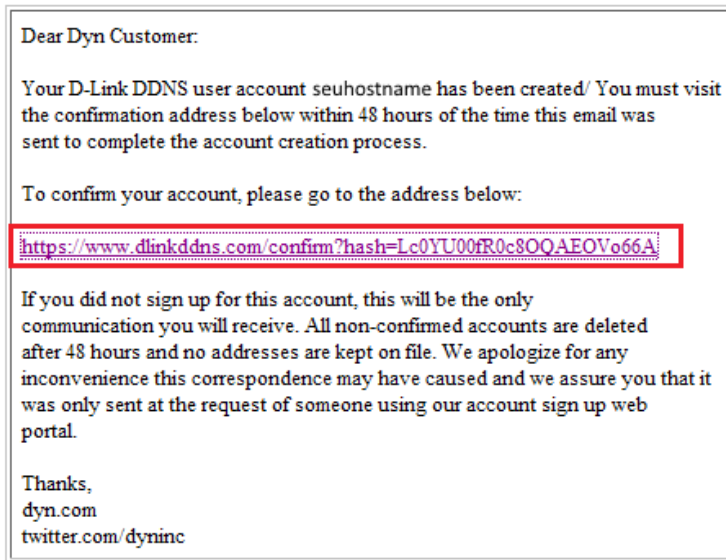 Dear Dyn Customer:
Your D-Link DDNS user account seuhostname has been created/ You must visit
the confirmation address below within 48 hours of the time this email was
sent to complete the account creation process.
To confirm your account, please go to the address below:
https://www.dlinkddns.com/confirm?hash=Lc0YU00fR0c8OQAEOVo66A
If you did not sign up for this account, this will be the only
communication you will receive. All non-confirmed accounts are deleted
after 48 hours and no addresses are kept on file. We apologize for any
inconvenience this correspondence may have caused and we assure you that it
was only sent at the request of someone using our account sign up web
portal.
Thanks,
dyn.com
twitter.com/dyninc